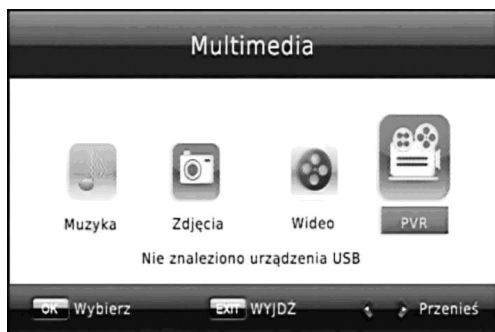 Multimedia
Muzyka Zdjęcia Wideo PVR
Nie znaleziono urządzenia USB
OK Wybierz EXIT WYJDŹ Przenieś